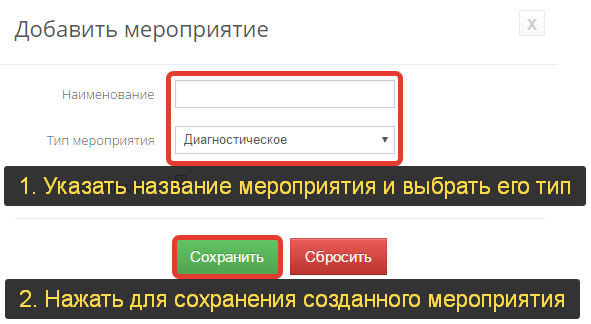 Добавить мероприятие
x
Наименование
Тип мероприятия
Диагностическое
1. Указать название мероприятия и выбрать его тип
Сохранить
Сбросить
2. Нажать для сохранения созданного мероприятия